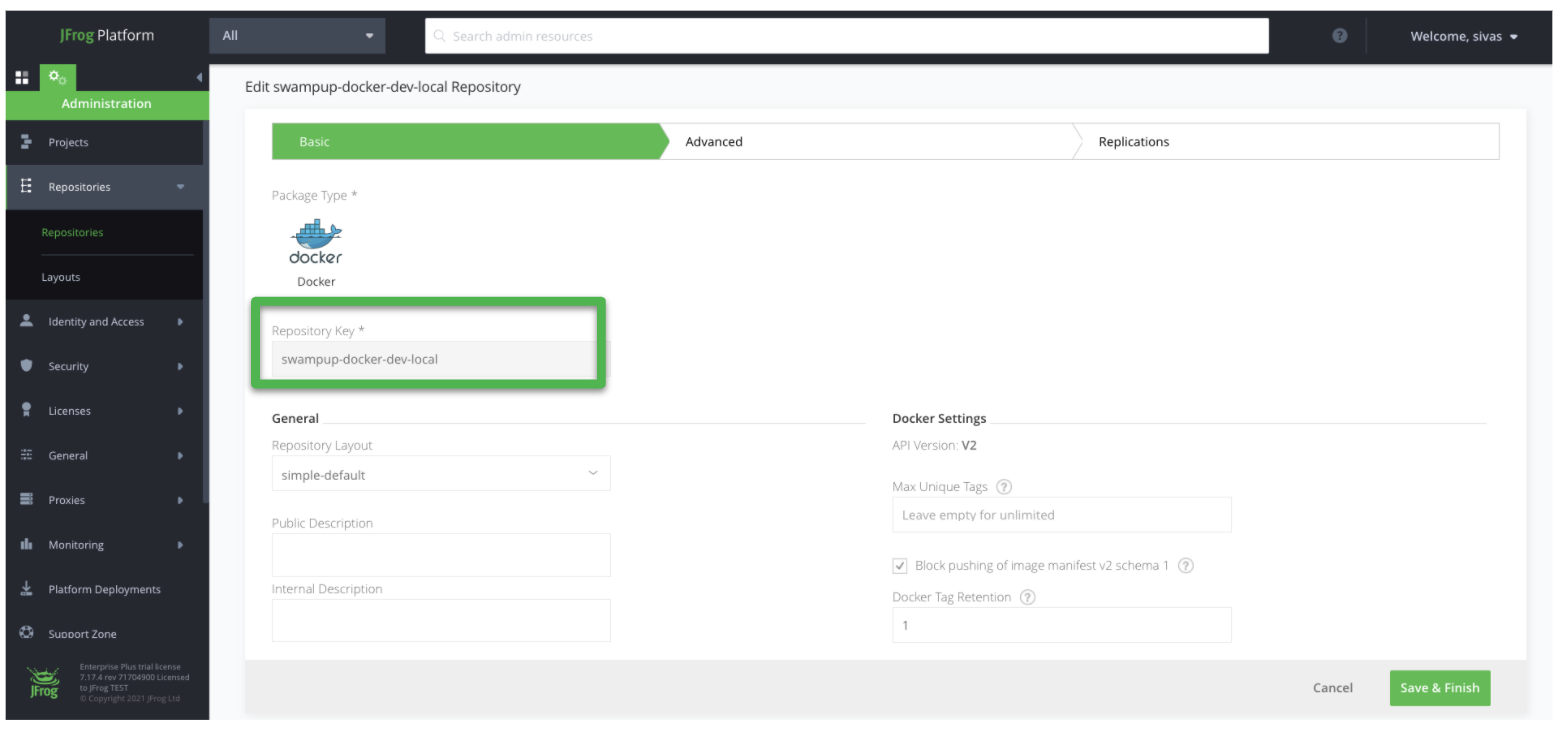 JFrog Platform
All
Search admin resources
?
Welcome, sivas
Administration
Projects
Repositories
Repositories
Layouts
Identity and Access
Security
Licenses
General
Proxies
Monitoring
Platform Deployments
Support Zone
JFrog
Enterprise Plus trial license
7.17.4 rev 71704900 Licensed
to JFrog TEST
© Copyright 2021 JFrog Ltd
Edit swampup-docker-dev-local Repository
Basic
Advanced
Replications
Package Type *
docker
Docker
Repository Key *
swampup-docker-dev-local
General
Repository Layout
simple-default
Public Description
Internal Description
Docker Settings
API Version: V2
Max Unique Tags ?
Leave empty for unlimited
Block pushing of image manifest v2 schema 1 ?
Docker Tag Retention ?
1
Cancel
Save & Finish